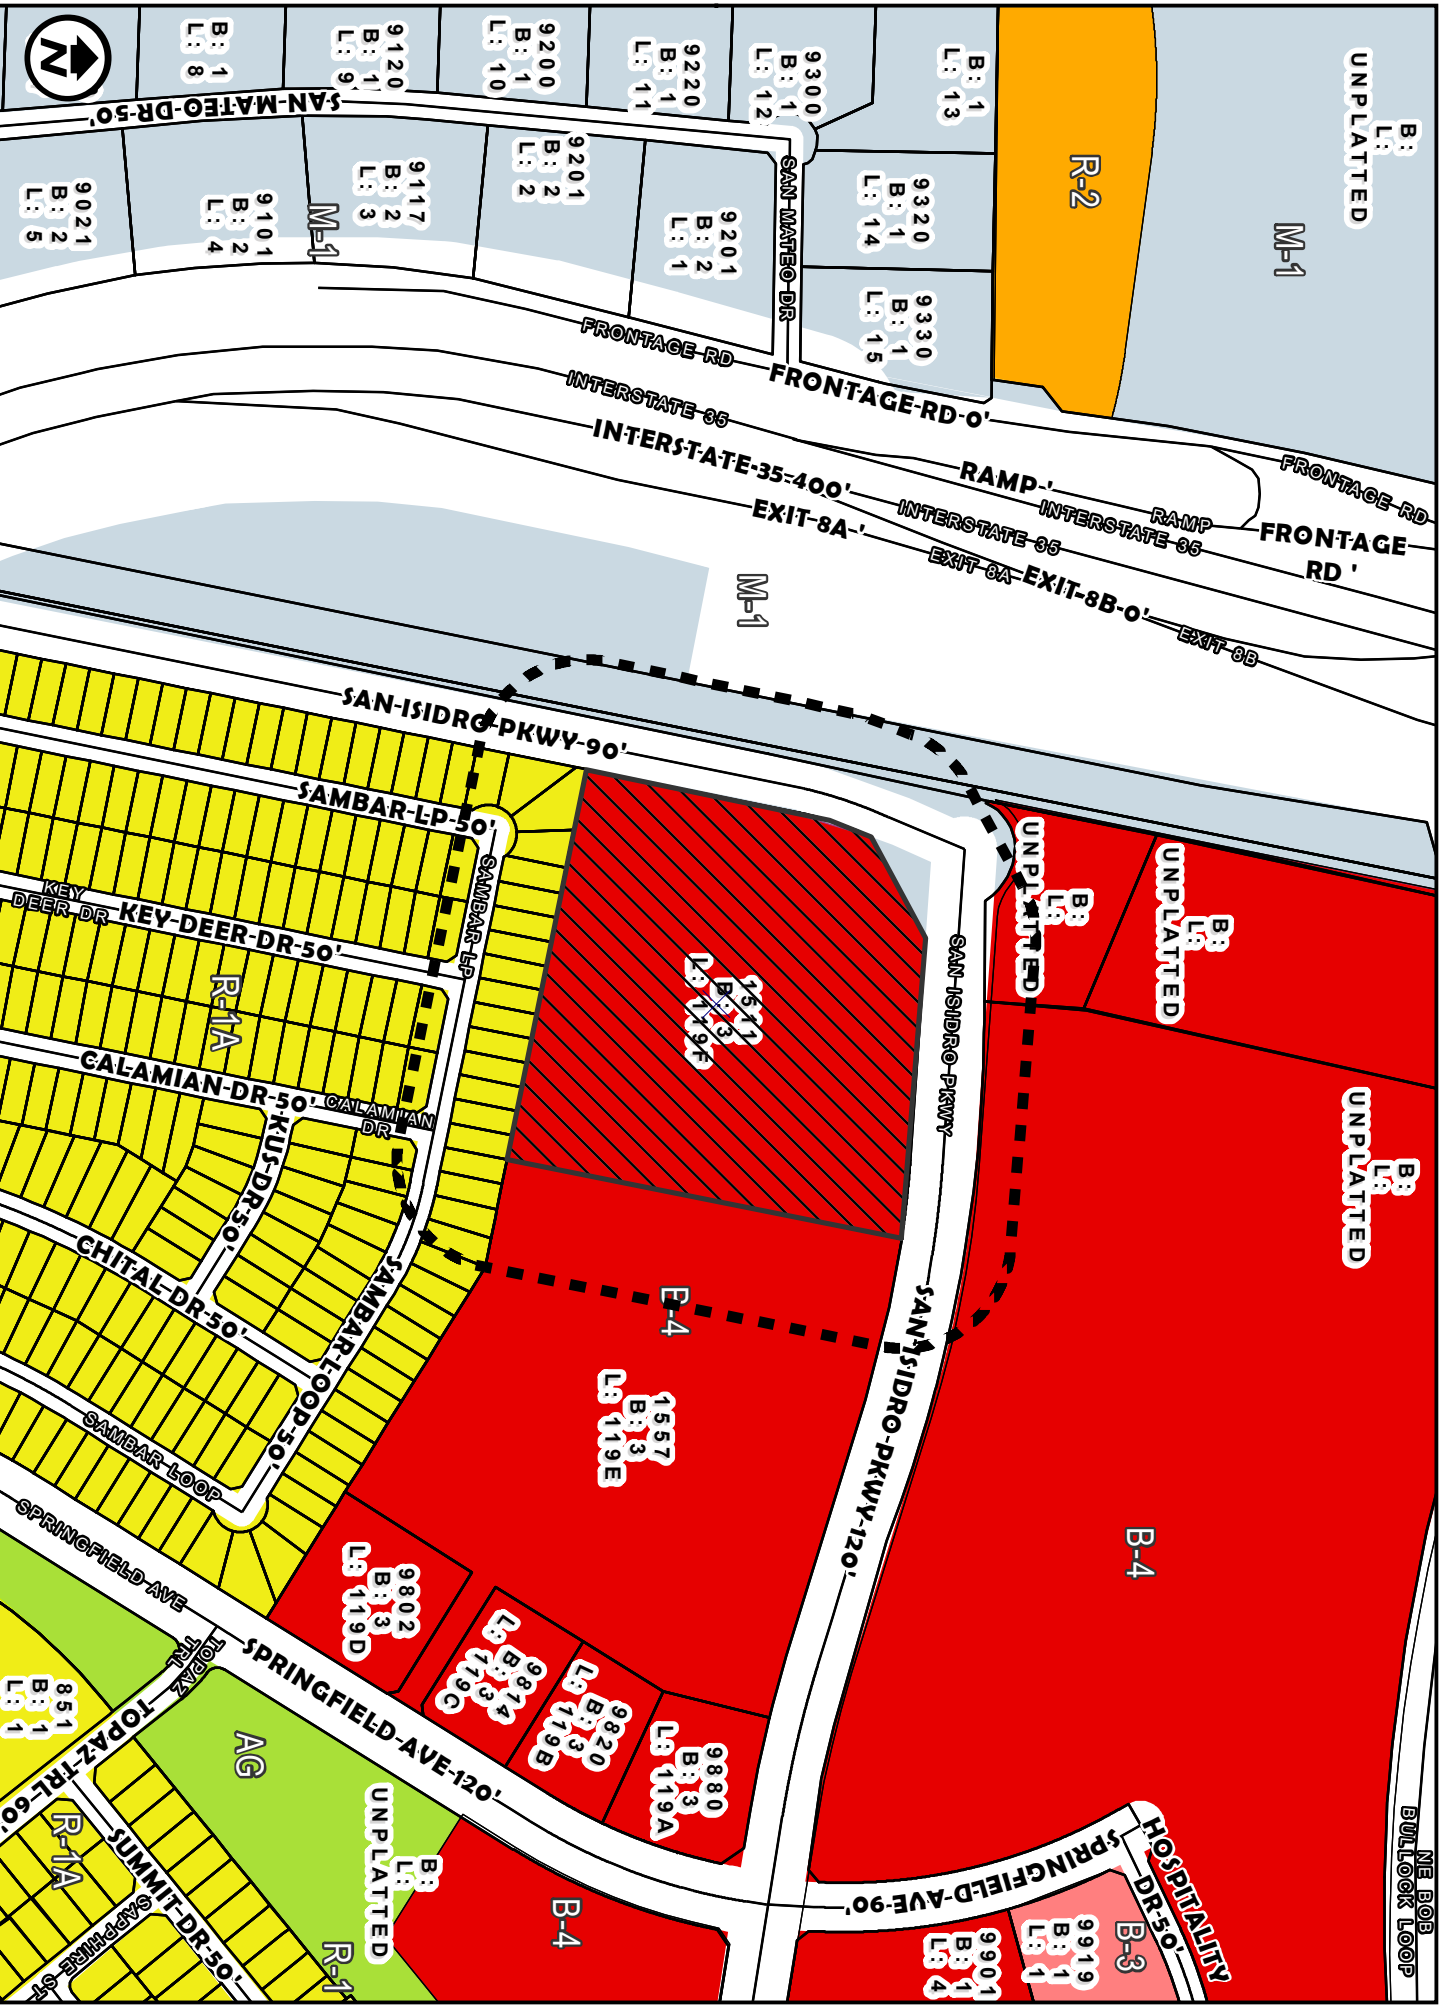 N
B: 1
L: 8
9120
B: 1
L: 9
9200
B: 1
L: 10
9220
B: 1
L: 11
9300
B: 1
L: 12
B: 1
L: 13
R-2
B:
L:
UNPLATTED
M-1
SAN MATEO DR 50'
SAN MATEO DR
9021
B: 2
L: 5
9101
B: 2
L: 4
M-1
9117
B: 2
L: 3
9201
B: 2
L: 2
9201
B: 2
L: 1
9320
B: 1
L: 14
9330
B: 1
L: 15
FRONTAGE RD
FRONTAGE RD 0'
INTERSTATE 35
INTERSTATE 35 400'
RAMP '
RAMP
FRONTAGE RD
FRONTAGE
RD '
INTERSTATE 35
INTERSTATE 35
EXIT 8A '
EXIT 8A
EXIT 8B 0'
EXIT 8B
M-1
SAN ISIDRO PKWY 90'
SAMBAR LP 50'
SAMBAR LP
KEY
DEER DR
KEY DEER DR 50'
R-1A
CALAMIAN DR 50'
CALAMIAN
DR
KUS DR 50'
CHITAL DR 50'
SAMBAR LOOP 50'
SAMBAR LOOP
1511
B: 3
L: 119F
SAN ISIDRO PKWY
B:
L:
UNPLATTED
B:
L:
UNPLATTED
B:
L:
UNPLATTED
B-4
1557
B: 3
L: 119E
SAN ISIDRO PKWY 120'
B-4
9802
B: 3
L: 119D
9814
B: 3
L: 119C
9820
B: 3
L: 119B
9880
B: 3
L: 119A
SPRINGFIELD AVE
SPRINGFIELD AVE 120'
SPRINGFIELD AVE 90'
TOPAZ
TRL
TOPAZ TRL 60'
851
B: 1
L: 1
AG
R-1A
SUMMIT DR 50'
SAPPHIRE ST
B:
L:
UNPLATTED
R-1
B-4
HOSPITALITY
DR 50'
B-3
9919
B: 1
L: 1
9901
B: 1
L: 4
NE BOB
BULLOCK LOOP